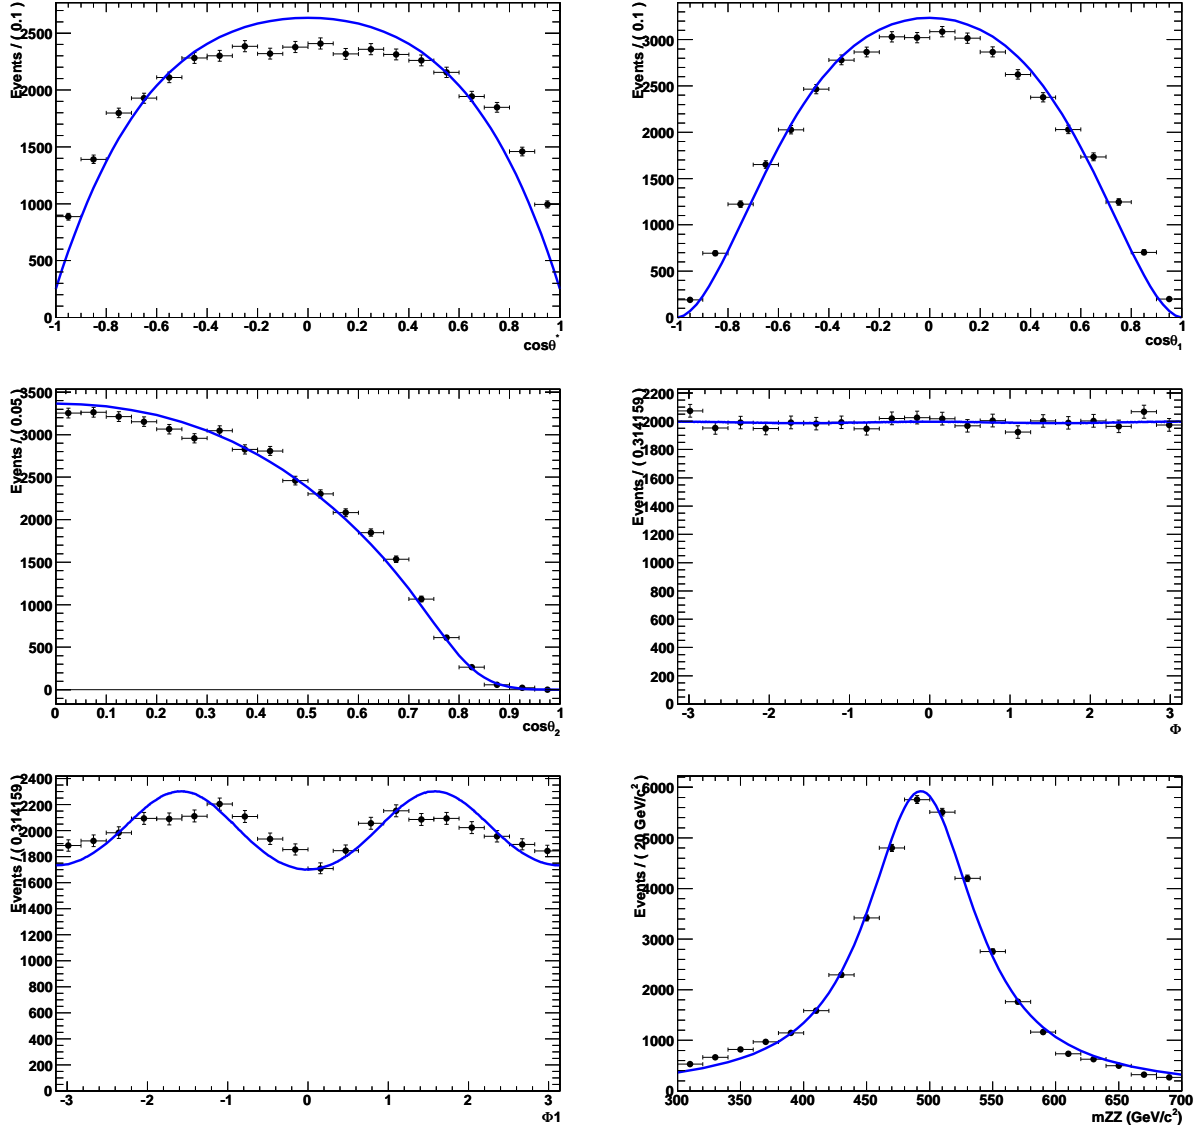 Events / ( 0.1 )
2500
2000
1500
1000
500
0
-1 -0.8 -0.6 -0.4 -0.2 0 0.2 0.4 0.6 0.8 1
cosθ*
Events / ( 0.1 )
3000
2500
2000
1500
1000
500
0
-1 -0.8 -0.6 -0.4 -0.2 0 0.2 0.4 0.6 0.8 1
cosθ₁
Events / ( 0.05 )
3500
3000
2500
2000
1500
1000
500
0
0 0.1 0.2 0.3 0.4 0.5 0.6 0.7 0.8 0.9 1
cosθ₂
Events / ( 0.314159 )
2200
2000
1800
1600
1400
1200
1000
800
600
400
200
0
-3 -2 -1 0 1 2 3
Φ
Events / ( 0.314159 )
2400
2200
2000
1800
1600
1400
1200
1000
800
600
400
200
0
-3 -2 -1 0 1 2 3
Φ1
Events / ( 20 GeV/c² )
6000
5000
4000
3000
2000
1000
0
300 350 400 450 500 550 600 650 700
mZZ (GeV/c²)